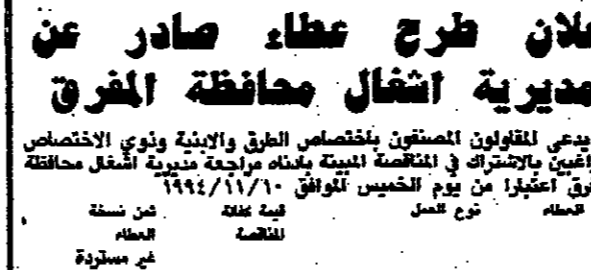 علان طرح عطاء صادر عن
مديرية اشغال محافظة المفرق
يدعى المقاولون المصنفون باختصاص الطرق والابنية وذوي الاختصاص
اغبين بالاشتراك في المناقصة المبينة بادناه مراجعة مديرية اشغال محافظة
فرق اعتبارا من يوم الخميس الموافق ١٩٩٤/١١/١٠
العطاء نوع العمل قيمة كفالة ثمن نسخة
المناقصة العطاء
غير مستردة